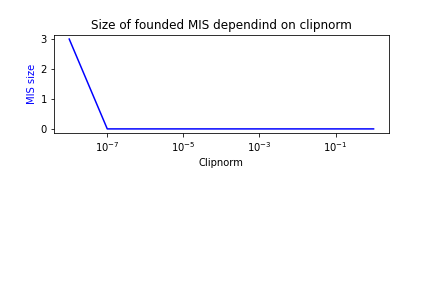 Size of founded MIS dependind on clipnorm
3
2
1
0
MIS size
10⁻⁷ 10⁻⁵ 10⁻³ 10⁻¹
Clipnorm